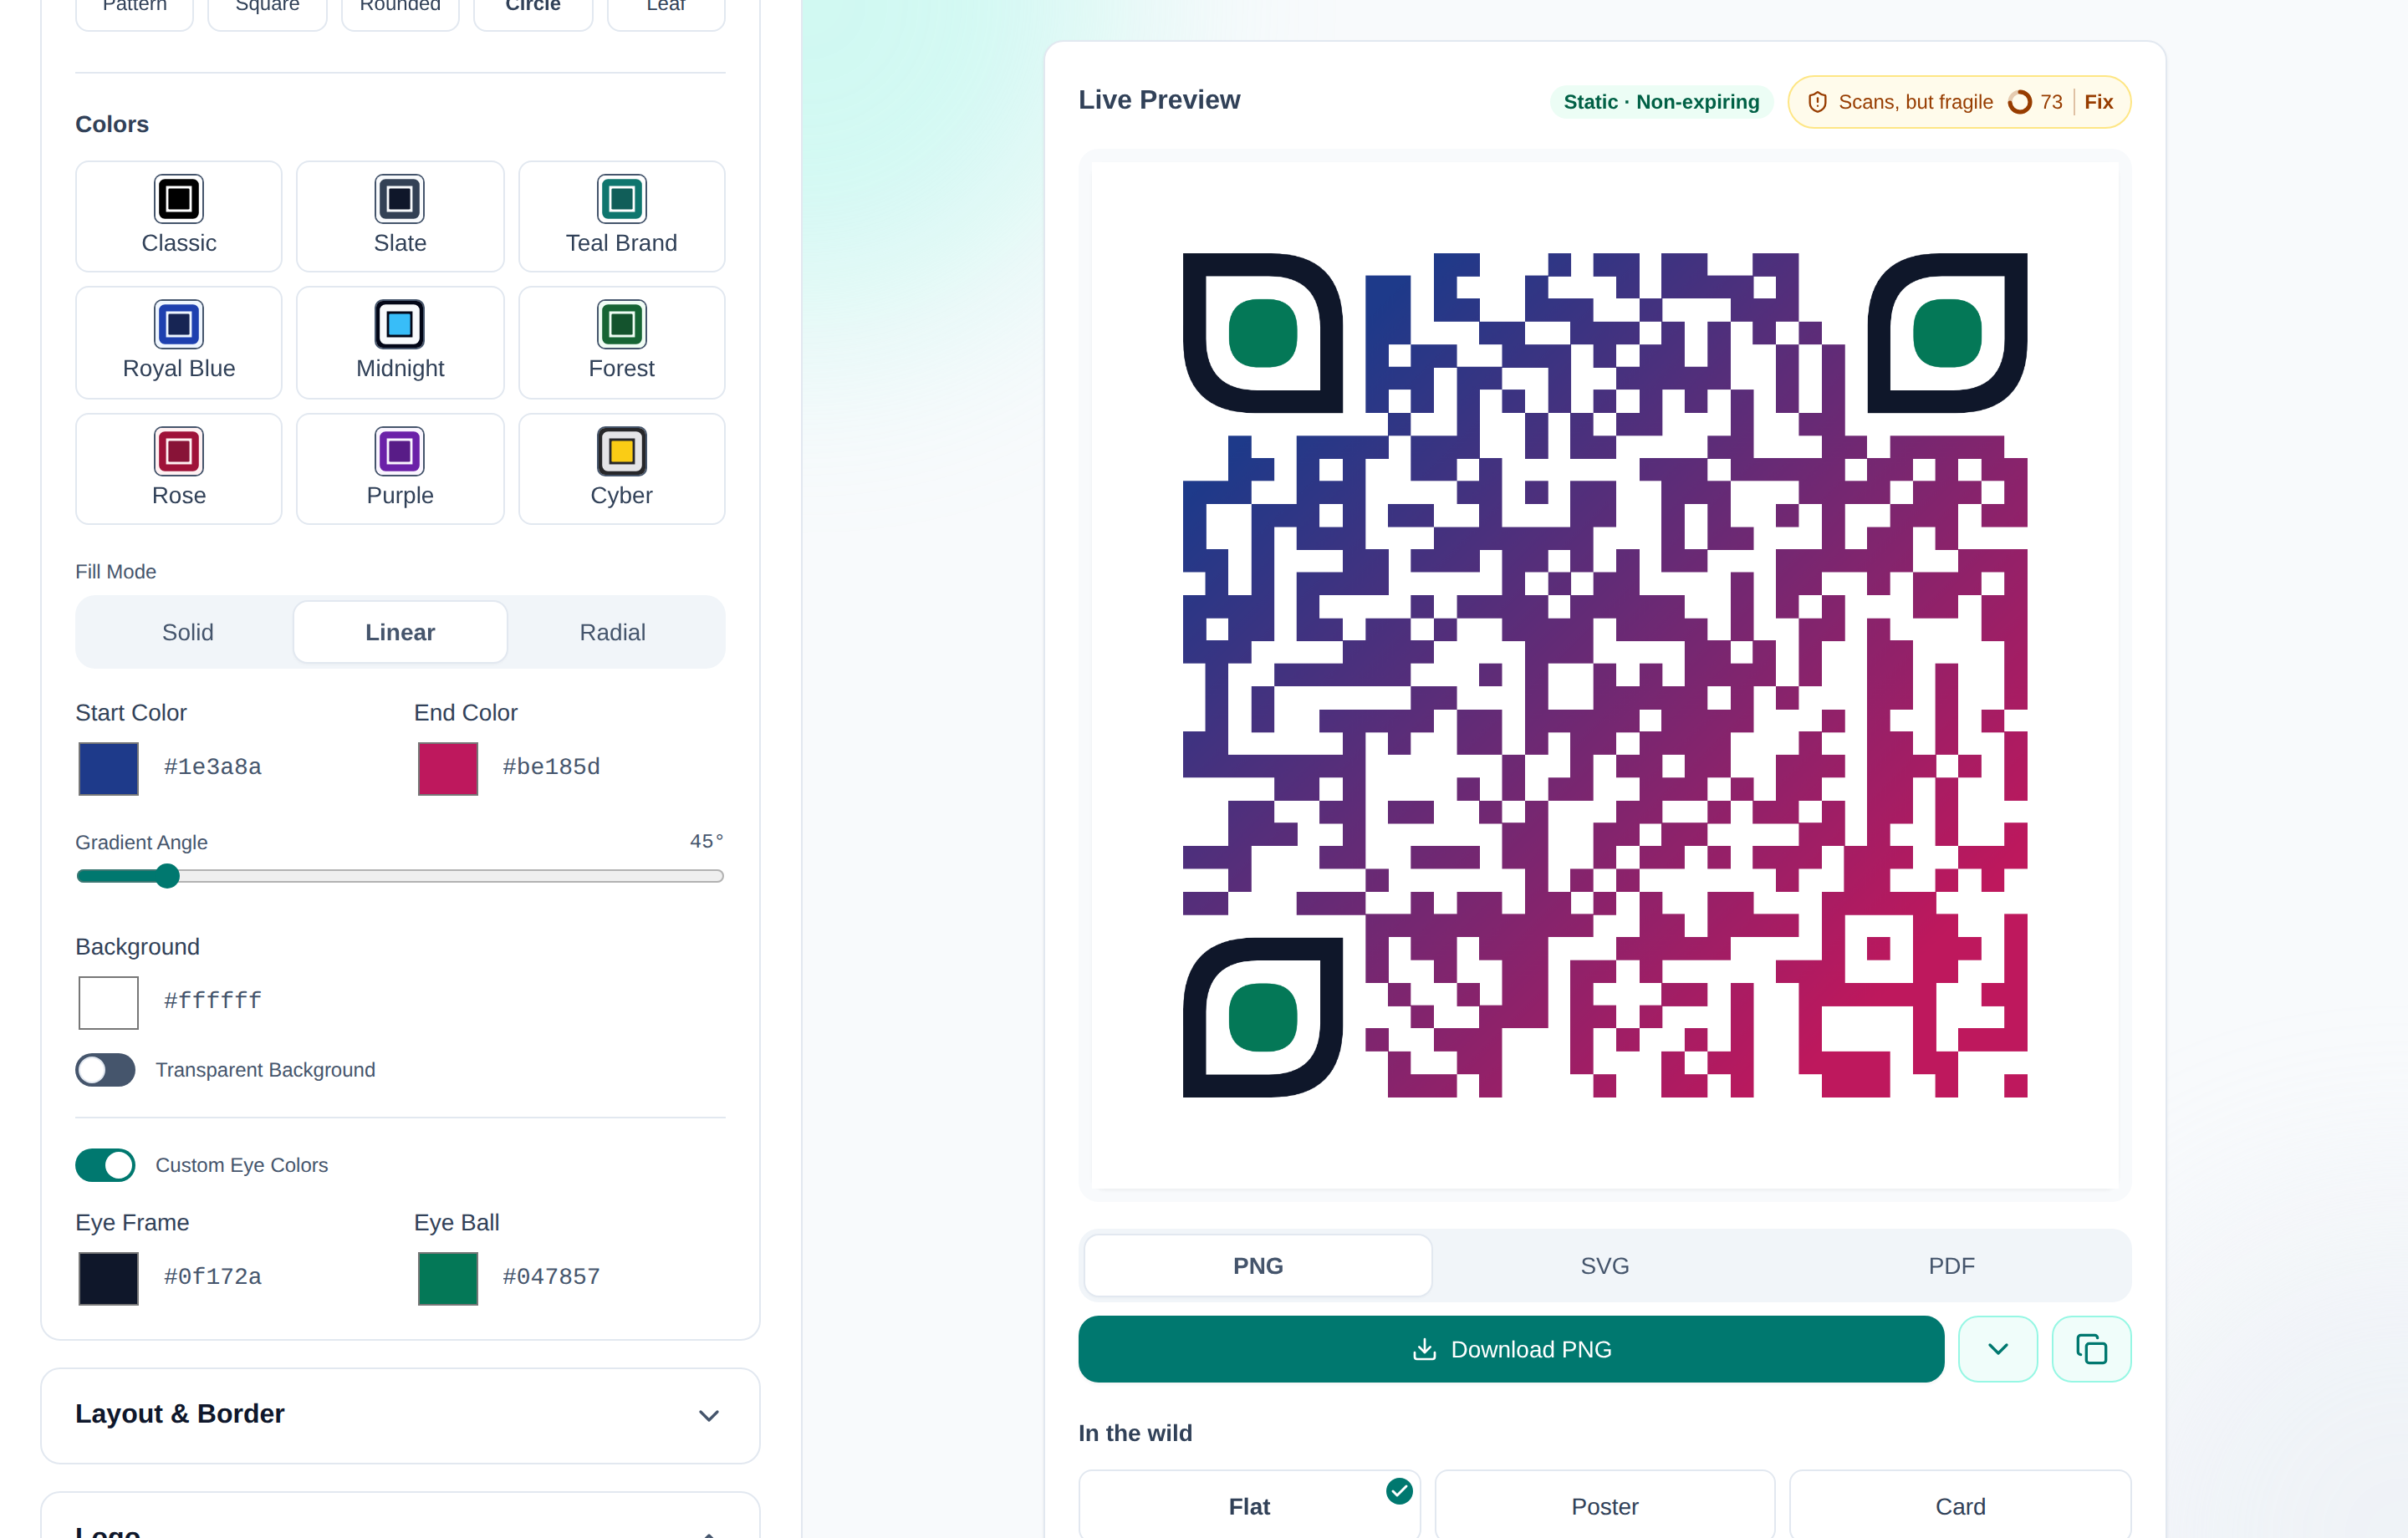 Pattern
Square
Rounded
Circle
Leaf
Colors
Classic
Slate
Teal Brand
Royal Blue
Midnight
Forest
Rose
Purple
Cyber
Fill Mode
Solid
Linear
Radial
Start Color
End Color
#1e3a8a
#be185d
Gradient Angle
45°
Background
#ffffff
Transparent Background
Custom Eye Colors
Eye Frame
Eye Ball
#0f172a
#047857
Layout & Border
Logo
Live Preview
Static · Non-expiring
Scans, but fragile 73 Fix
PNG
SVG
PDF
Download PNG
In the wild
Flat
Poster
Card